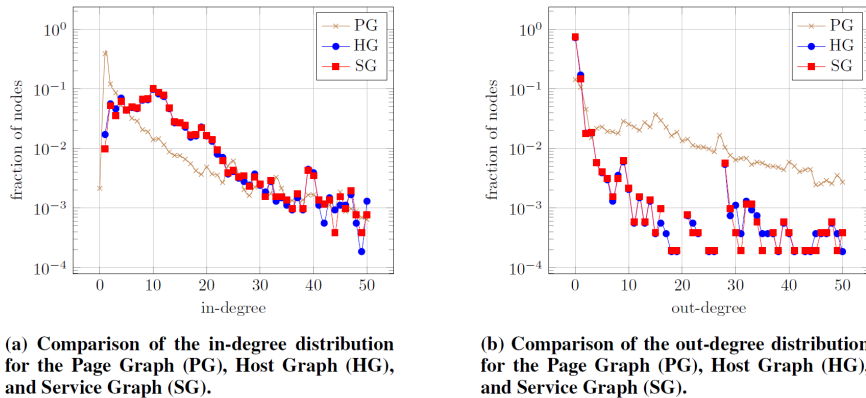 10^0
10^-1
10^-2
10^-3
10^-4
fraction of nodes
0 10 20 30 40 50
in-degree
PG
HG
SG
10^0
10^-1
10^-2
10^-3
10^-4
fraction of nodes
0 10 20 30 40 50
out-degree
PG
HG
SG
(a) Comparison of the in-degree distribution
for the Page Graph (PG), Host Graph (HG),
and Service Graph (SG).
(b) Comparison of the out-degree distribution
for the Page Graph (PG), Host Graph (HG),
and Service Graph (SG).